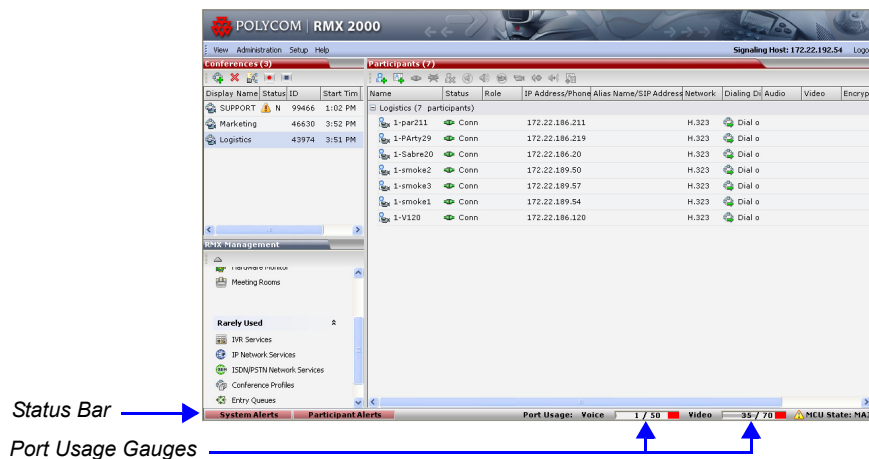 POLYCOM | RMX 2000
View Administration Setup Help Signaling Host: 172.22.192.54 Logo
Conferences (3)
Display Name Status ID Start Tim
SUPPORT N 99466 1:02 PM
Marketing 46630 3:52 PM
Logistics 43974 3:51 PM
Participants (7)
Name Status Role IP Address/Phone Alias Name/SIP Address Network Dialing Di Audio Video Encryp
Logistics (7 participants)
1-par211 Conn 172.22.186.211 H.323 Dial o
1-PArty29 Conn 172.22.186.219 H.323 Dial o
1-Sabre20 Conn 172.22.186.20 H.323 Dial o
1-smoke2 Conn 172.22.189.50 H.323 Dial o
1-smoke3 Conn 172.22.189.57 H.323 Dial o
1-smoke1 Conn 172.22.189.54 H.323 Dial o
1-V120 Conn 172.22.186.120 H.323 Dial o
RMX Management
Hardware Monitor
Meeting Rooms
Rarely Used
IVR Services
IP Network Services
ISDN/PSTN Network Services
Conference Profiles
Entry Queues
Status Bar
System Alerts Participant Alerts Port Usage: Voice 1 / 50 Video 35 / 70 MCU State: MA
Port Usage Gauges